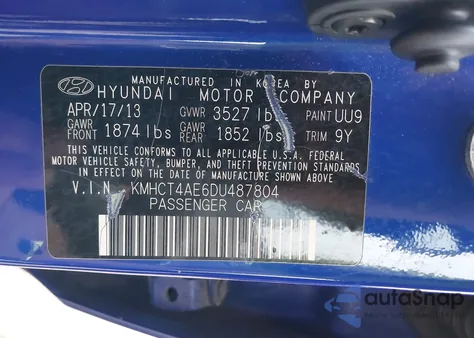 MANUFACTURED IN KOREA BY
HYUNDAI MOTOR COMPANY
APR/17/13 GVWR 3527 lbs PAINT UU9
GAWR FRT 1874 lbs GAWR REAR 1852 lbs TRIM 9Y
THIS VEHICLE CONFORMS TO ALL APPLICABLE U.S.A. FEDERAL
MOTOR VEHICLE SAFETY, BUMPER, AND THEFT PREVENTION STANDARDS
IN EFFECT ON THE DATE OF MANUFACTURE SHOWN ABOVE.
V.I.N. KMHCT4AE6DU487804
PASSENGER CAR
autoSnap